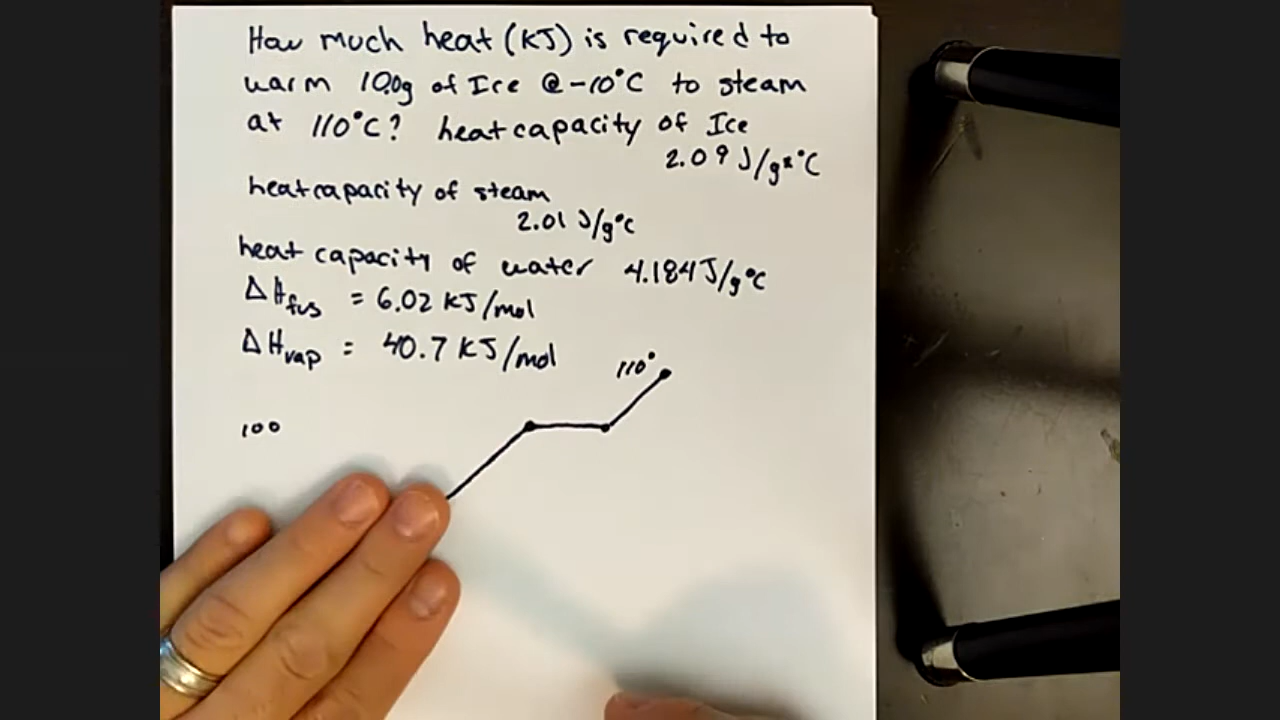 How much heat (KJ) is required to
warm 10.0g of Ice @ -10°C to steam
at 110°C? heat capacity of Ice
2.09 J/g*°C
heat capacity of steam
2.01 J/g°C
heat capacity of water 4.184 J/g°C
ΔHfus = 6.02 KJ/mol
ΔHvap = 40.7 KJ/mol
110°
100